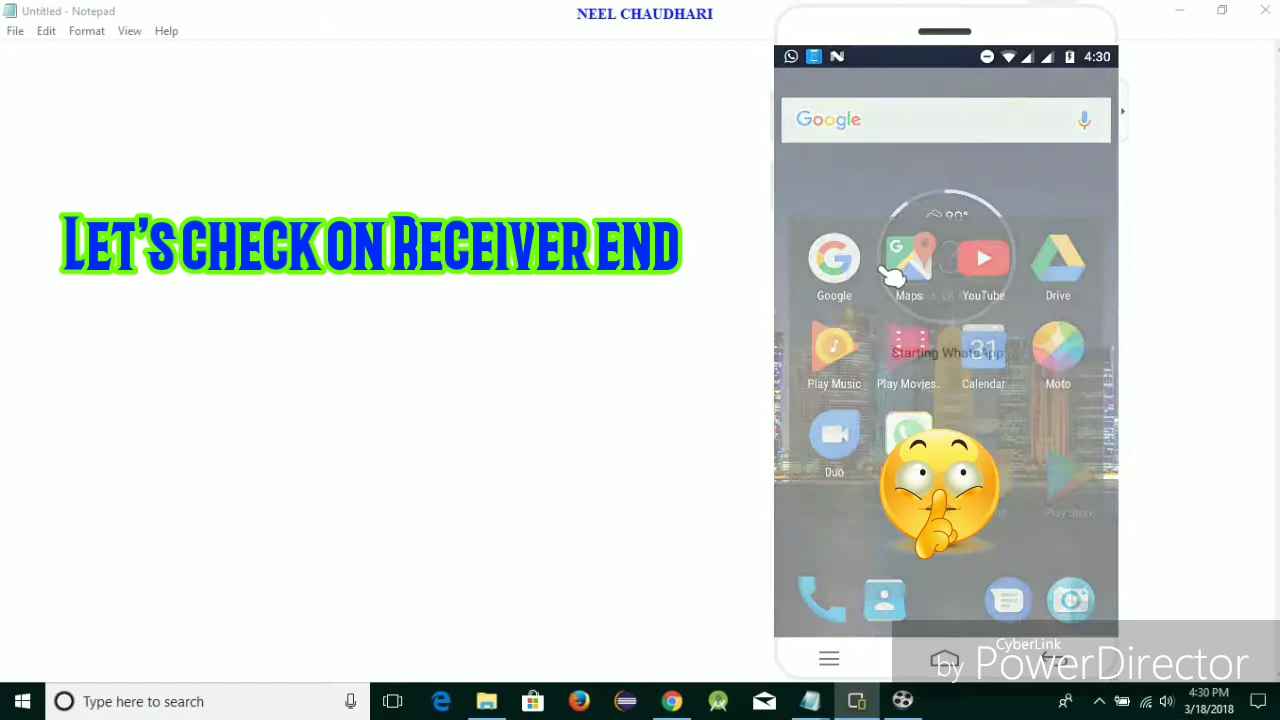 Untitled - Notepad
NEEL CHAUDHARI
File Edit Format View Help
4:30
Google
LET'S CHECK ON RECEIVER END
Google Maps YouTube Drive
Starting WhatsApp
31
Play Music Play Movies.. Calendar Moto
Duo
Play Store
CyberLink
by PowerDirector
Type here to search
4:30 PM
3/18/2018